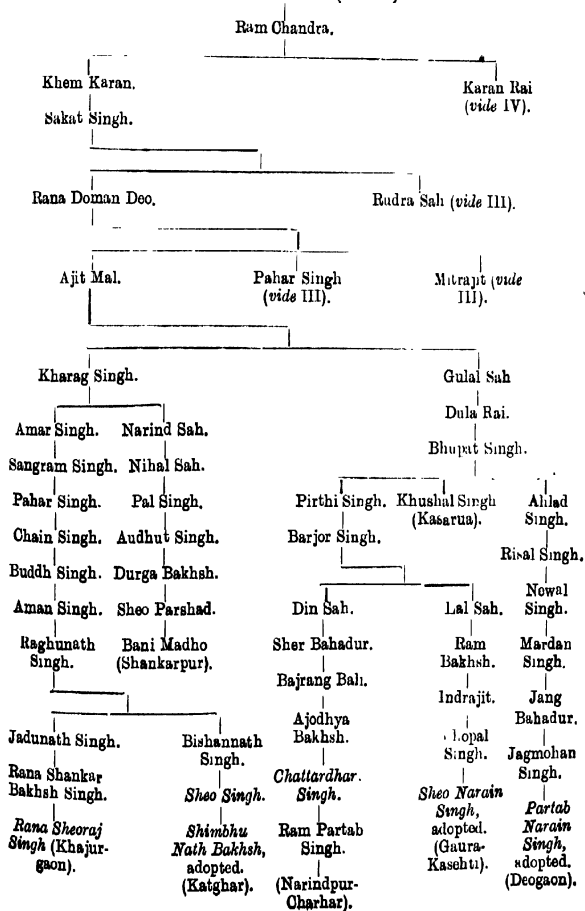 Ram Chandra.
Khem Karan.
Karan Rai
(vide IV).
Sakat Singh.
Rana Doman Deo.
Rudra Sah (vide III).
Ajit Mal.
Pahar Singh
(vide III).
Mitrajit (vide
III).
Kharag Singh.
Gulal Sah
Dula Rai.
Bhupat Singh.
Amar Singh.
Sangram Singh.
Pahar Singh.
Chain Singh.
Buddh Singh.
Aman Singh.
Raghunath
Singh.
Narind Sah.
Nihal Sah.
Pal Singh.
Audhut Singh.
Durga Bakhsh.
Sheo Parshad.
Bani Madho
(Shankarpur).
Jadunath Singh.
Rana Shankar
Bakhsh Singh.
Rana Sheoraj
Singh (Khajur-
gaon).
Bishannath
Singh.
Sheo Singh.
Shimbhu
Nath Bakhsh,
adopted.
(Katghar).
Pirthi Singh.
Barjor Singh.
Din Sah.
Sher Bahadur.
Bajrang Bali.
Ajodhya
Bakhsh.
Chattardhar.
Singh.
Ram Partab
Singh.
(Narindpur-
Charhar).
Lal Sah.
Ram
Bakhsh.
Indrajit.
Singh.
Sheo Narain
Singh,
adopted.
(Gaura-
Kasehti).
Khushal Singh
(Kasarua).
Ahlad
Singh.
Risal Singh.
Newal
Singh.
Mardan
Singh.
Jang
Bahadur.
Jagmohan
Singh.
Partab
Narain
Singh,
adopted.
(Deogaon).